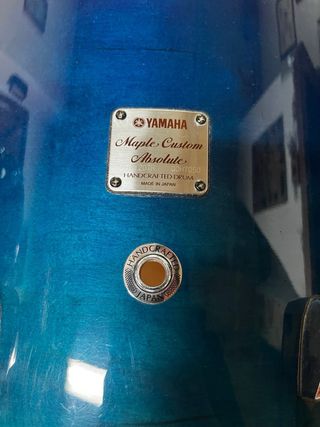 YAMAHA
Maple Custom
Absolute
HANDCRAFTED DRUM
MADE IN JAPAN
HANDCRAFTED
JAPAN